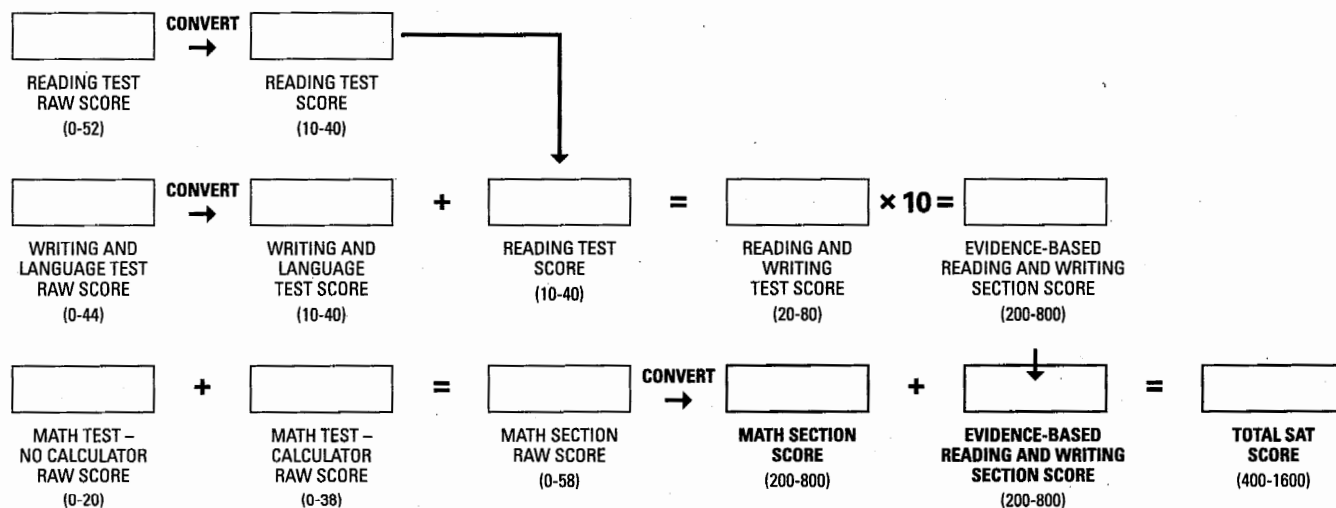 CONVERT
→
READING TEST
RAW SCORE
(0-52)
READING TEST
SCORE
(10-40)
CONVERT
→
+
=
× 10 =
WRITING AND
LANGUAGE TEST
RAW SCORE
(0-44)
WRITING AND
LANGUAGE
TEST SCORE
(10-40)
READING TEST
SCORE
(10-40)
READING AND
WRITING
TEST SCORE
(20-80)
EVIDENCE-BASED
READING AND WRITING
SECTION SCORE
(200-800)
+
=
CONVERT
→
+
=
MATH TEST –
NO CALCULATOR
RAW SCORE
(0-20)
MATH TEST –
CALCULATOR
RAW SCORE
(0-38)
MATH SECTION
RAW SCORE
(0-58)
MATH SECTION
SCORE
(200-800)
EVIDENCE-BASED
READING AND WRITING
SECTION SCORE
(200-800)
TOTAL SAT
SCORE
(400-1600)